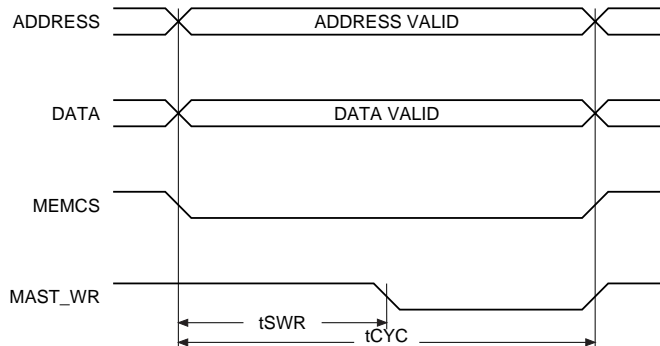 ADDRESS
ADDRESS VALID
DATA
DATA VALID
MEMCS
MAST_WR
tSWR
tCYC